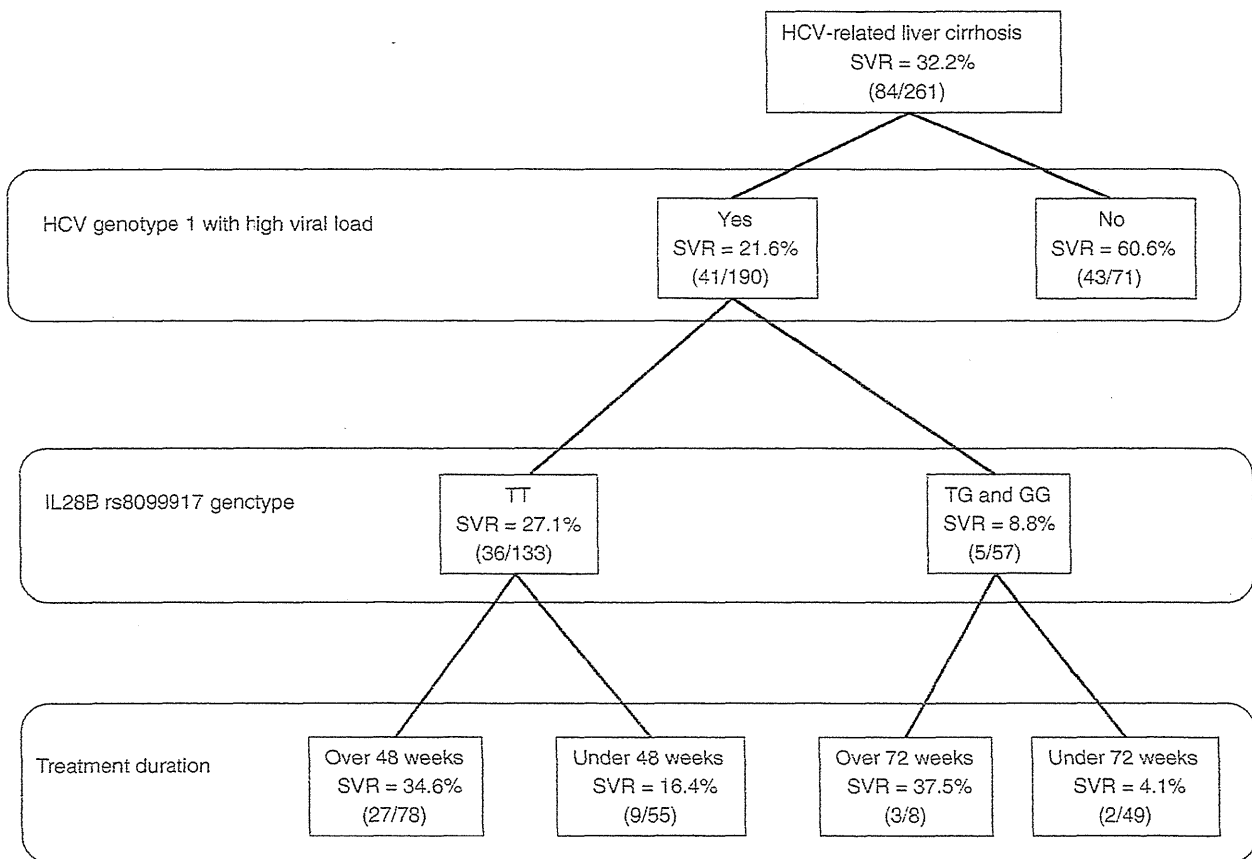 HCV-related liver cirrhosis
SVR = 32.2%
(84/261)
HCV genotype 1 with high viral load
Yes
SVR = 21.6%
(41/190)
No
SVR = 60.6%
(43/71)
IL28B rs8099917 genctype
TT
SVR = 27.1%
(36/133)
TG and GG
SVR = 8.8%
(5/57)
Treatment duration
Over 48 weeks
SVR = 34.6%
(27/78)
Under 48 weeks
SVR = 16.4%
(9/55)
Over 72 weeks
SVR = 37.5%
(3/8)
Under 72 weeks
SVR = 4.1%
(2/49)